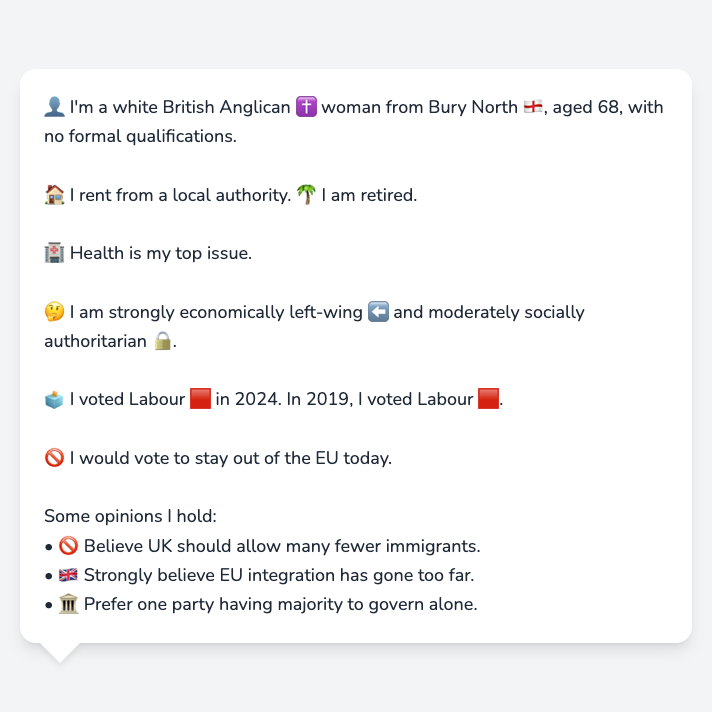 👤 I'm a white British Anglican ✝️ woman from Bury North 🏴󠁧󠁢󠁥󠁮󠁧󠁿, aged 68, with
no formal qualifications.
🏠 I rent from a local authority. 🌴 I am retired.
🏥 Health is my top issue.
🤔 I am strongly economically left-wing ⬅️ and moderately socially
authoritarian 🔒.
🗳️ I voted Labour 🟥 in 2024. In 2019, I voted Labour 🟥.
🚫 I would vote to stay out of the EU today.
Some opinions I hold:
• 🚫 Believe UK should allow many fewer immigrants.
• 🇬🇧 Strongly believe EU integration has gone too far.
• 🏛️ Prefer one party having majority to govern alone.